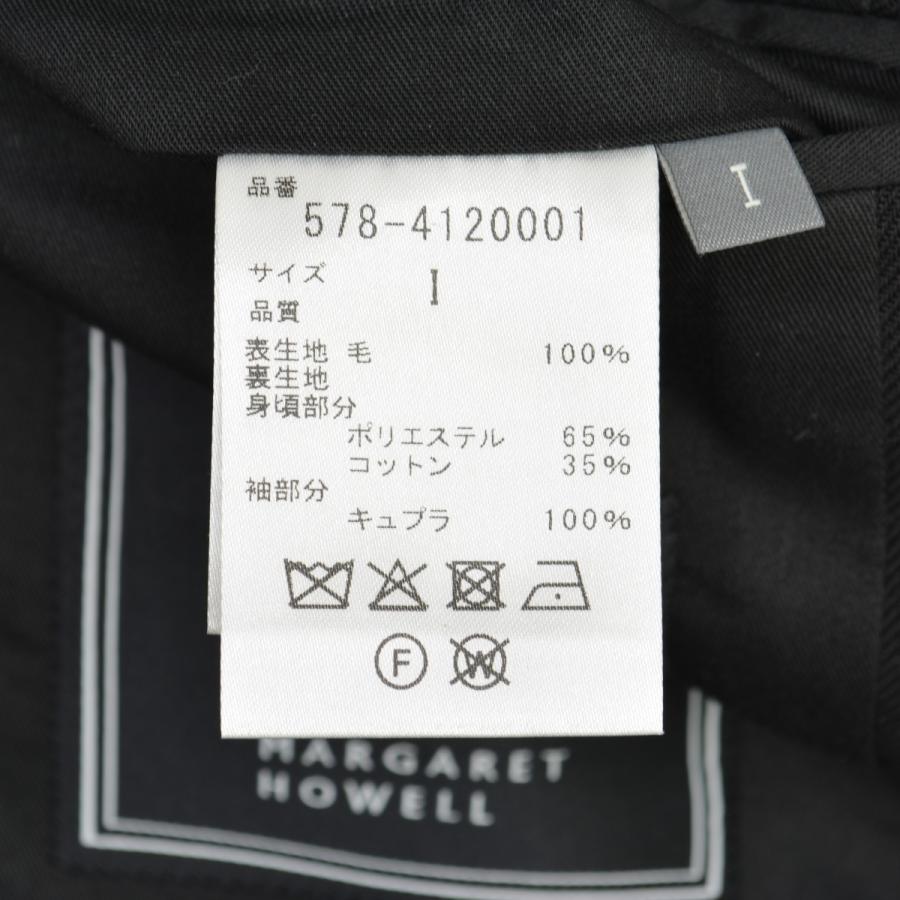 品番
578-4120001
サイズ I
品質
表生地 毛 100%
裏生地
身頃部分
ポリエステル 65%
コットン 35%
袖部分
キュプラ 100%
F W
I
MARGARET
HOWELL